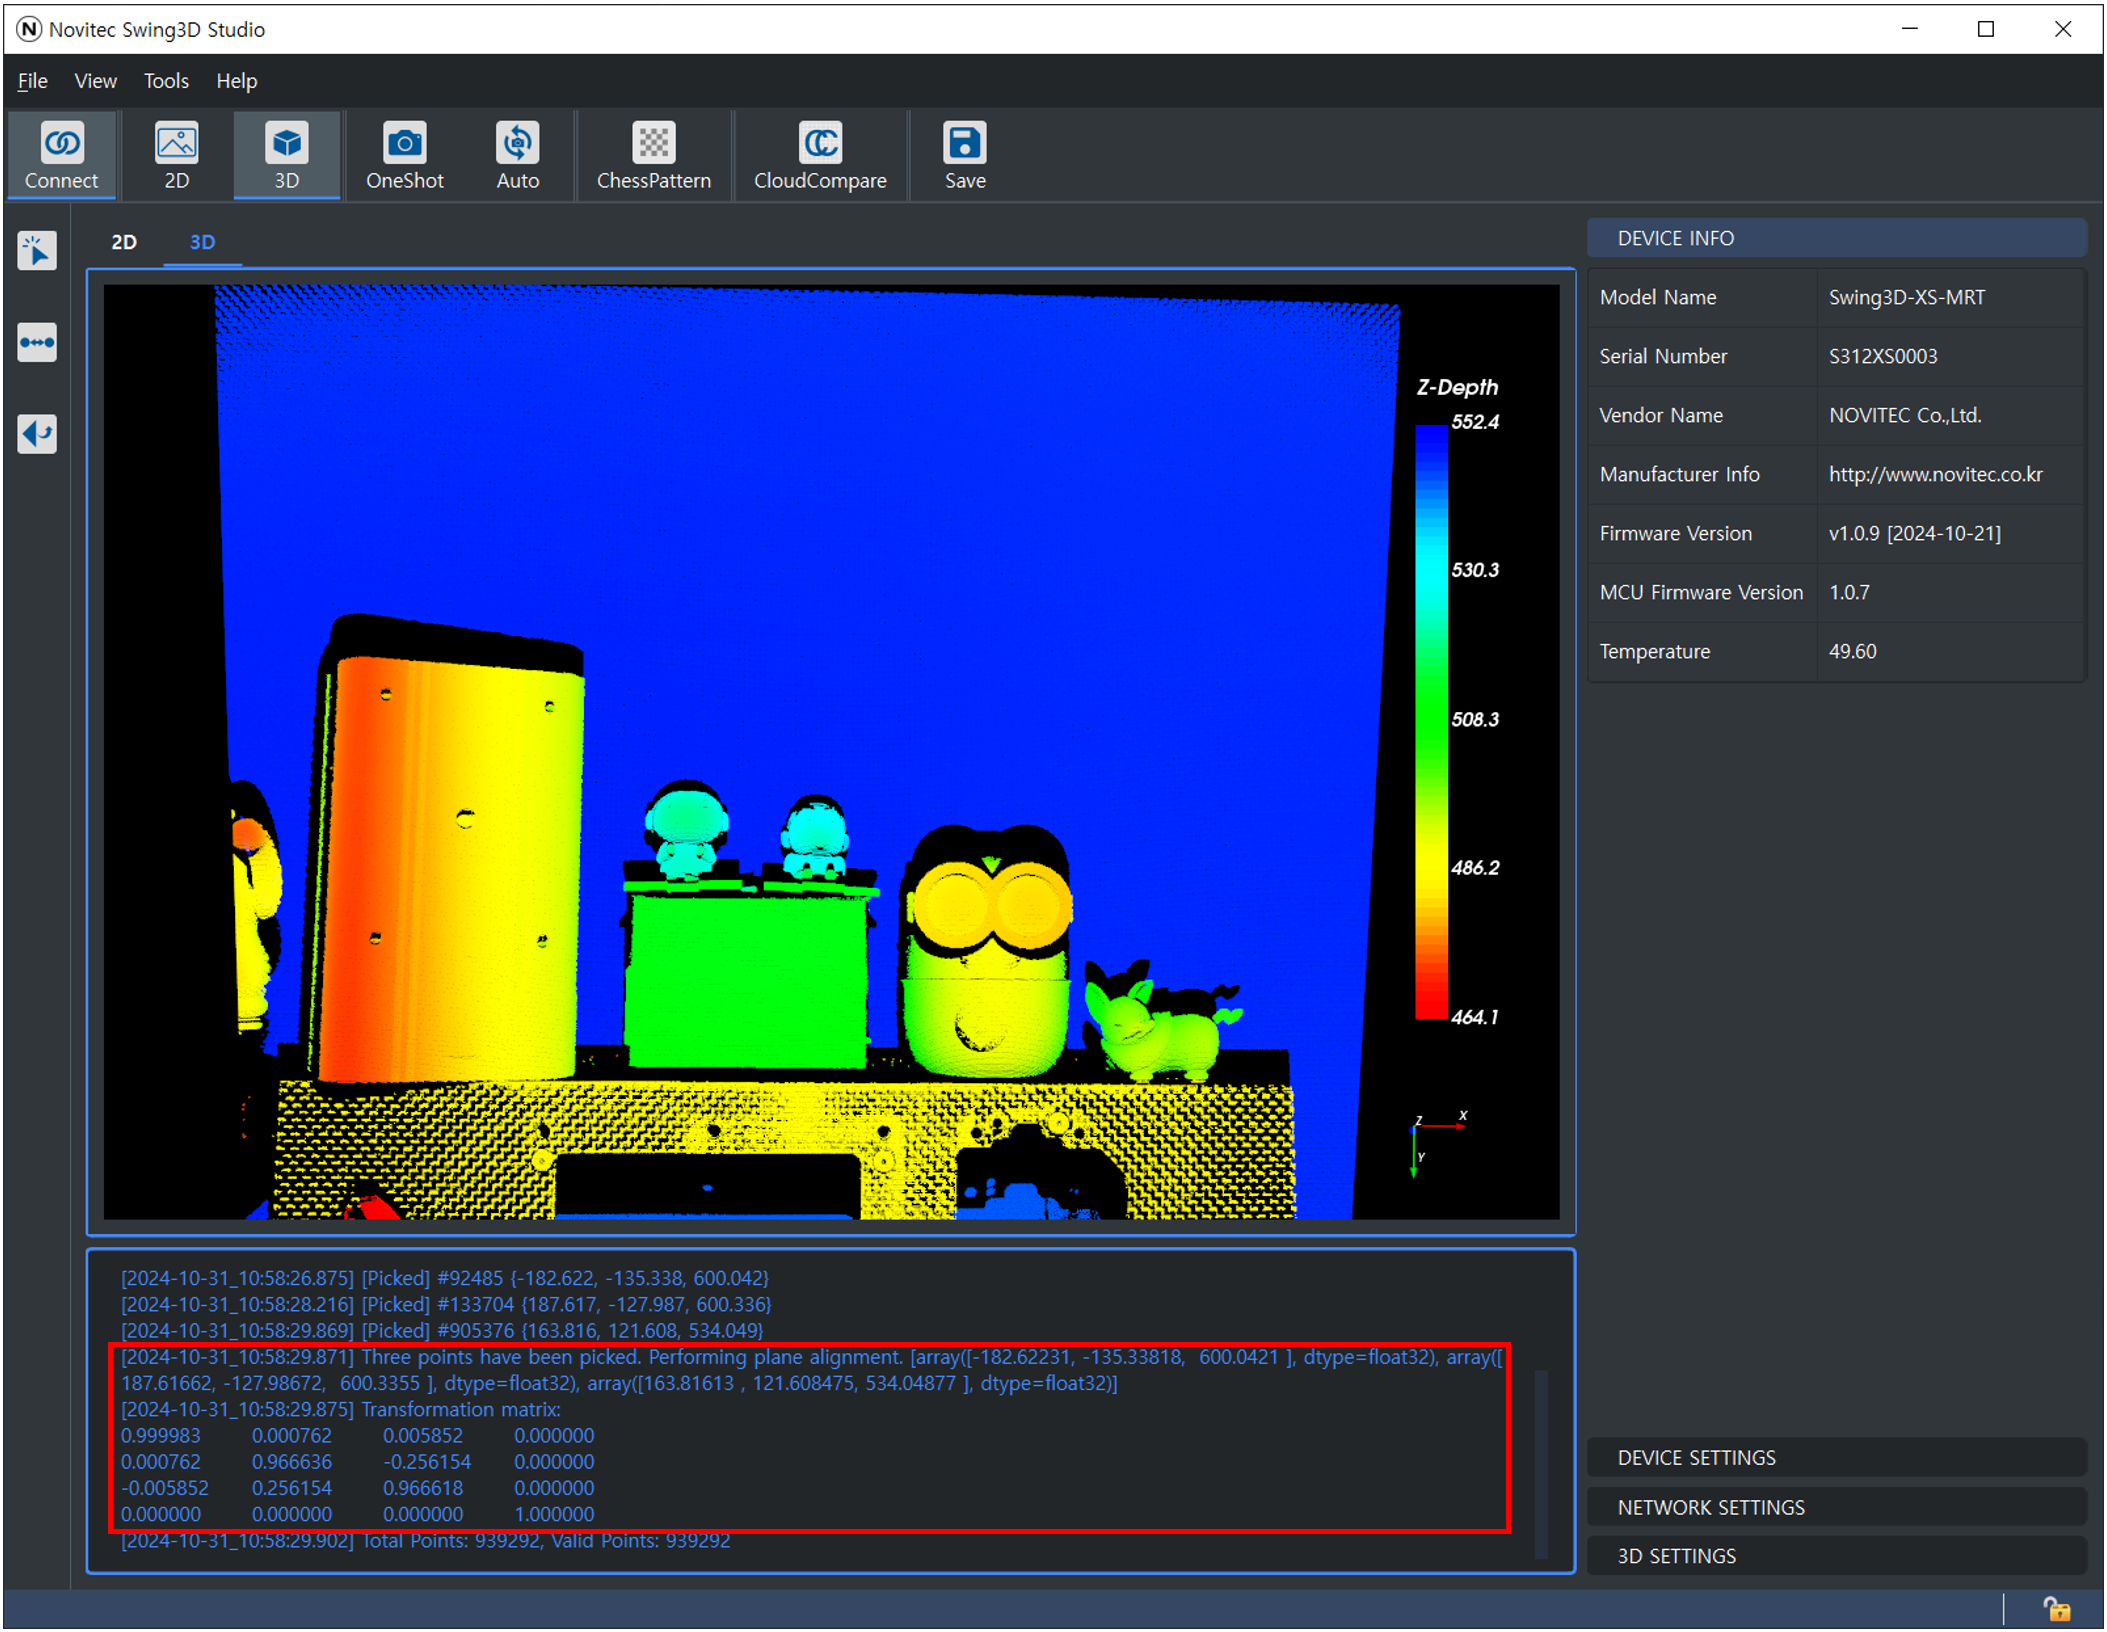 Novitec Swing3D Studio
File View Tools Help
Connect 2D 3D OneShot Auto ChessPattern CloudCompare Save
2D 3D
Z-Depth
552.4
530.3
508.3
486.2
464.1
Z X
Y
[2024-10-31_10:58:26.875] [Picked] #92485 {-182.622, -135.338, 600.042}
[2024-10-31_10:58:28.216] [Picked] #133704 {187.617, -127.987, 600.336}
[2024-10-31_10:58:29.869] [Picked] #905376 {163.816, 121.608, 534.049}
[2024-10-31_10:58:29.871] Three points have been picked. Performing plane alignment. [array([-182.62231, -135.33818, 600.0421 ], dtype=float32), array([
187.61662, -127.98672, 600.3355 ], dtype=float32), array([163.81613 , 121.608475, 534.04877 ], dtype=float32)]
[2024-10-31_10:58:29.875] Transformation matrix:
0.999983 0.000762 0.005852 0.000000
0.000762 0.966636 -0.256154 0.000000
-0.005852 0.256154 0.966618 0.000000
0.000000 0.000000 0.000000 1.000000
[2024-10-31_10:58:29.902] Total Points: 939292, Valid Points: 939292
DEVICE INFO
Model Name Swing3D-XS-MRT
Serial Number S312XS0003
Vendor Name NOVITEC Co.,Ltd.
Manufacturer Info http://www.novitec.co.kr
Firmware Version v1.0.9 [2024-10-21]
MCU Firmware Version 1.0.7
Temperature 49.60
DEVICE SETTINGS
NETWORK SETTINGS
3D SETTINGS